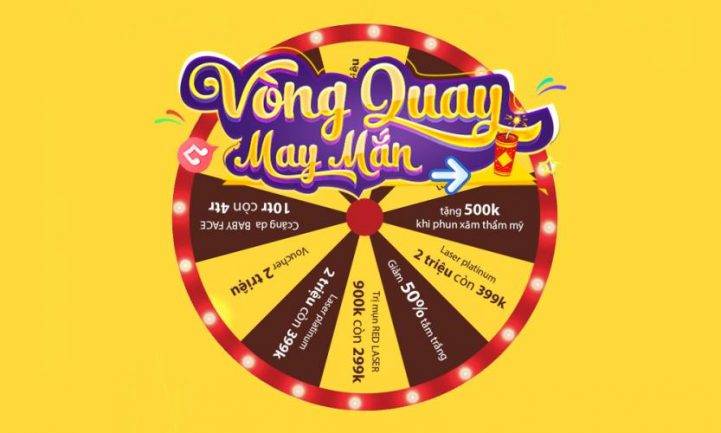 Vòng Quay
May Mắn
tặng 500k
khi phun xăm thẩm mỹ
Laser platinum
2 triệu còn 399k
Giảm 50% tắm trắng
Trị mụn RED LASER
900k còn 299k
Laser platinum
2 triệu còn 399k
Voucher 2 triệu
Ccăng da BABY FACE
10tr còn 4tr